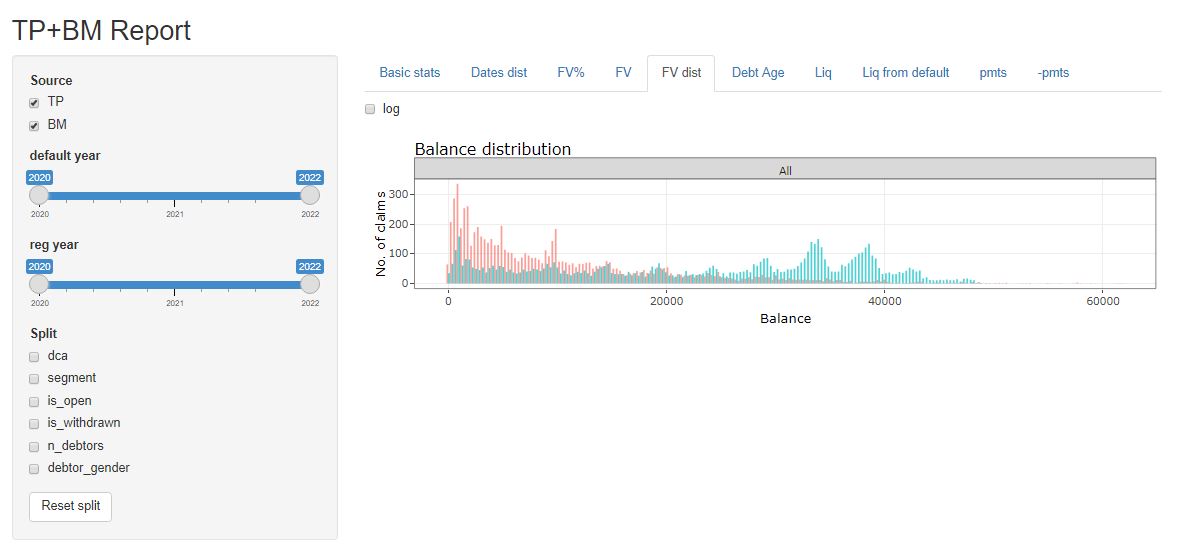 TP+BM Report
Source
TP
BM
default year
2020 2022
2020 2021 2022
reg year
2020 2022
2020 2021 2022
Split
dca
segment
is_open
is_withdrawn
n_debtors
debtor_gender
Reset split
Basic stats Dates dist FV% FV FV dist Debt Age Liq Liq from default pmts -pmts
log
Balance distribution
All
No. of claims
300
200
100
0
0 20000 40000 60000
Balance